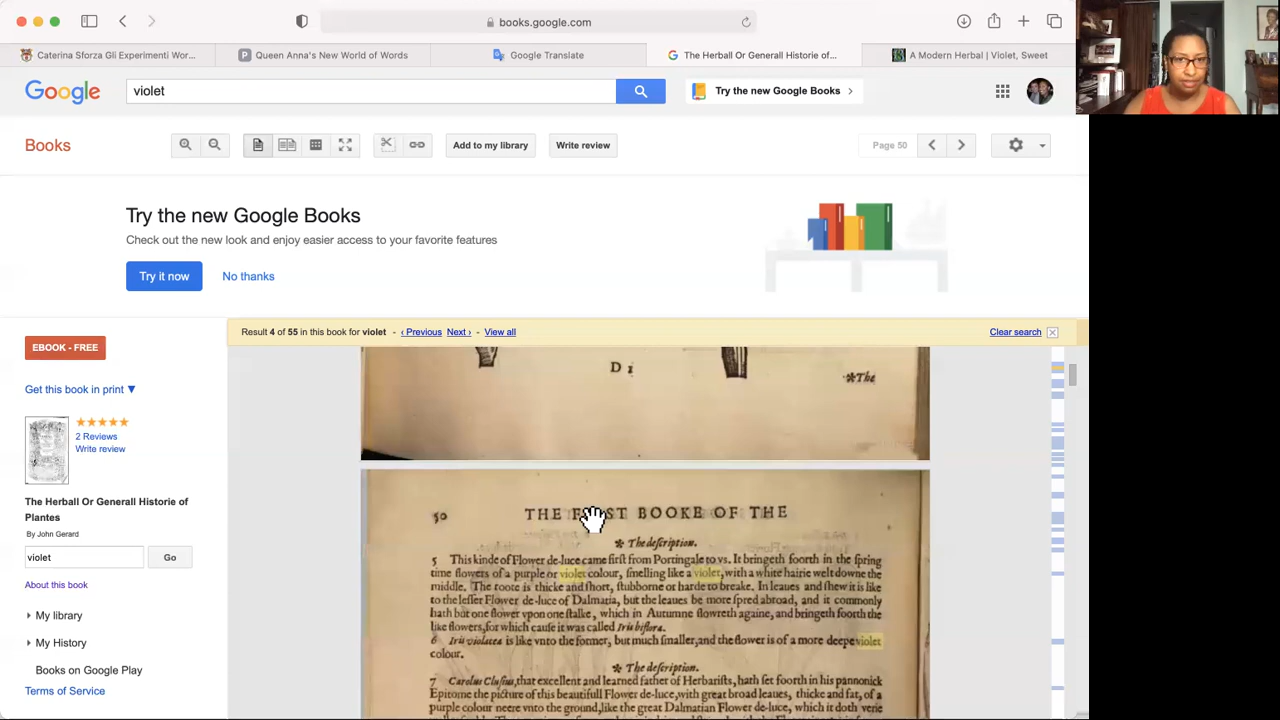 books.google.com
Caterina Sforza Gli Experimenti Wor...
Queen Anna's New World of Words
Google Translate
The Herball Or Generall Historie of...
A Modern Herbal | Violet, Sweet
Google
violet
Try the new Google Books
Books
Add to my library
Write review
Page 50
Try the new Google Books
Check out the new look and enjoy easier access to your favorite features
Try it now
No thanks
Result 4 of 55 in this book for violet - ‹ Previous Next › - View all
Clear search
EBOOK - FREE
Get this book in print ▼
2 Reviews
Write review
The Herball Or Generall Historie of
Plantes
By John Gerard
violet
Go
About this book
My library
My History
Books on Google Play
Terms of Service
D i
*The
50
THE BOOKE OF THE
* The deſcription.
5 This kinde of Flower de-luce came firſt from Portingale to vs. It bringeth foorth in the ſpring
time flowers of a purple or violet colour, ſmelling like a violet, with a white hairie welt downe the
middle. The roote is thicke and ſhort, ſtubborne or harde to breake. In leaues and ſhew it is like
to the leſſer Flower de-luce of Dalmatia, but the leaues be more ſpred abroad, and it commonly
hath but one flower vpon one ſtalke, which in Autumne flowreth againe, and bringeth foorth the
like flowers, for which cauſe it was called Iris biflora.
6 Iris violacea is like vnto the former, but much ſmaller, and the flower is of a more deepe violet
colour.
* The deſcription.
7 Carolus Cluſius, that excellent and learned father of Herbariſts, hath ſet foorth in his pannonick
Epitome the picture of this beautifull Flower de-luce, with great broad leaues, thicke and fat, of a
purple colour neere vnto the ground, like the great Dalmatian Flower de-luce, which it doth verie